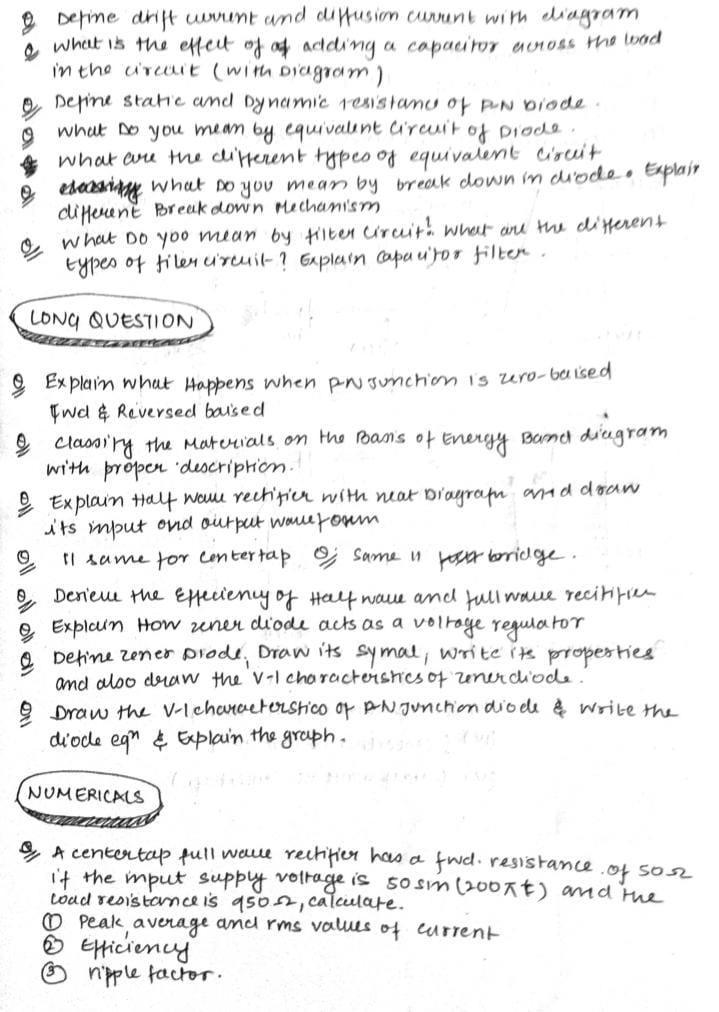 Q Define drift current and diffusion current with diagram
Q What is the effect of adding a capacitor across the load
in the circuit (with Diagram)
Q Define static and Dynamic resistance of P-N Diode.
Q What Do you mean by equivalent Circuit of Diode.
What are the different types of equivalent circuit
Q What Do you mean by break down in diode. Explain
different Break down Mechanism
Q What Do yoo mean by filter circuit? What are the different
types of filer circuit? Explain capacitor filter.
LONG QUESTION
Q Explain what Happens when P-N Junction is zero-baised
Fwd & Reversed baised
Q Classify the Materials on the Basis of Energy Band diagram
with proper description.
Q Explain Half wave rectifier with neat Diagram and draw
its input and output waveform
Q 11 same for centertap Q; Same 11 bridge.
Q Derieve the Effeciency of Half wave and full wave recitifier
Q Explain How zener diode acts as a voltage regulator
Q Define zener Diode, Draw its symal, write its properties
and also draw the V-I characterstics of zener diode.
Q Draw the V-I characterstics of P-N Junction diode & write the
diode eqn & Explain the graph.
NUMERICALS
Q A centertap full wave rectifier has a fwd. resistance of 50Ω
if the input supply voltage is 50 sin(200πt) and the
load resistance is 950Ω, calculate.
① Peak, average and rms values of current
② Efficiency
③ ripple factor.